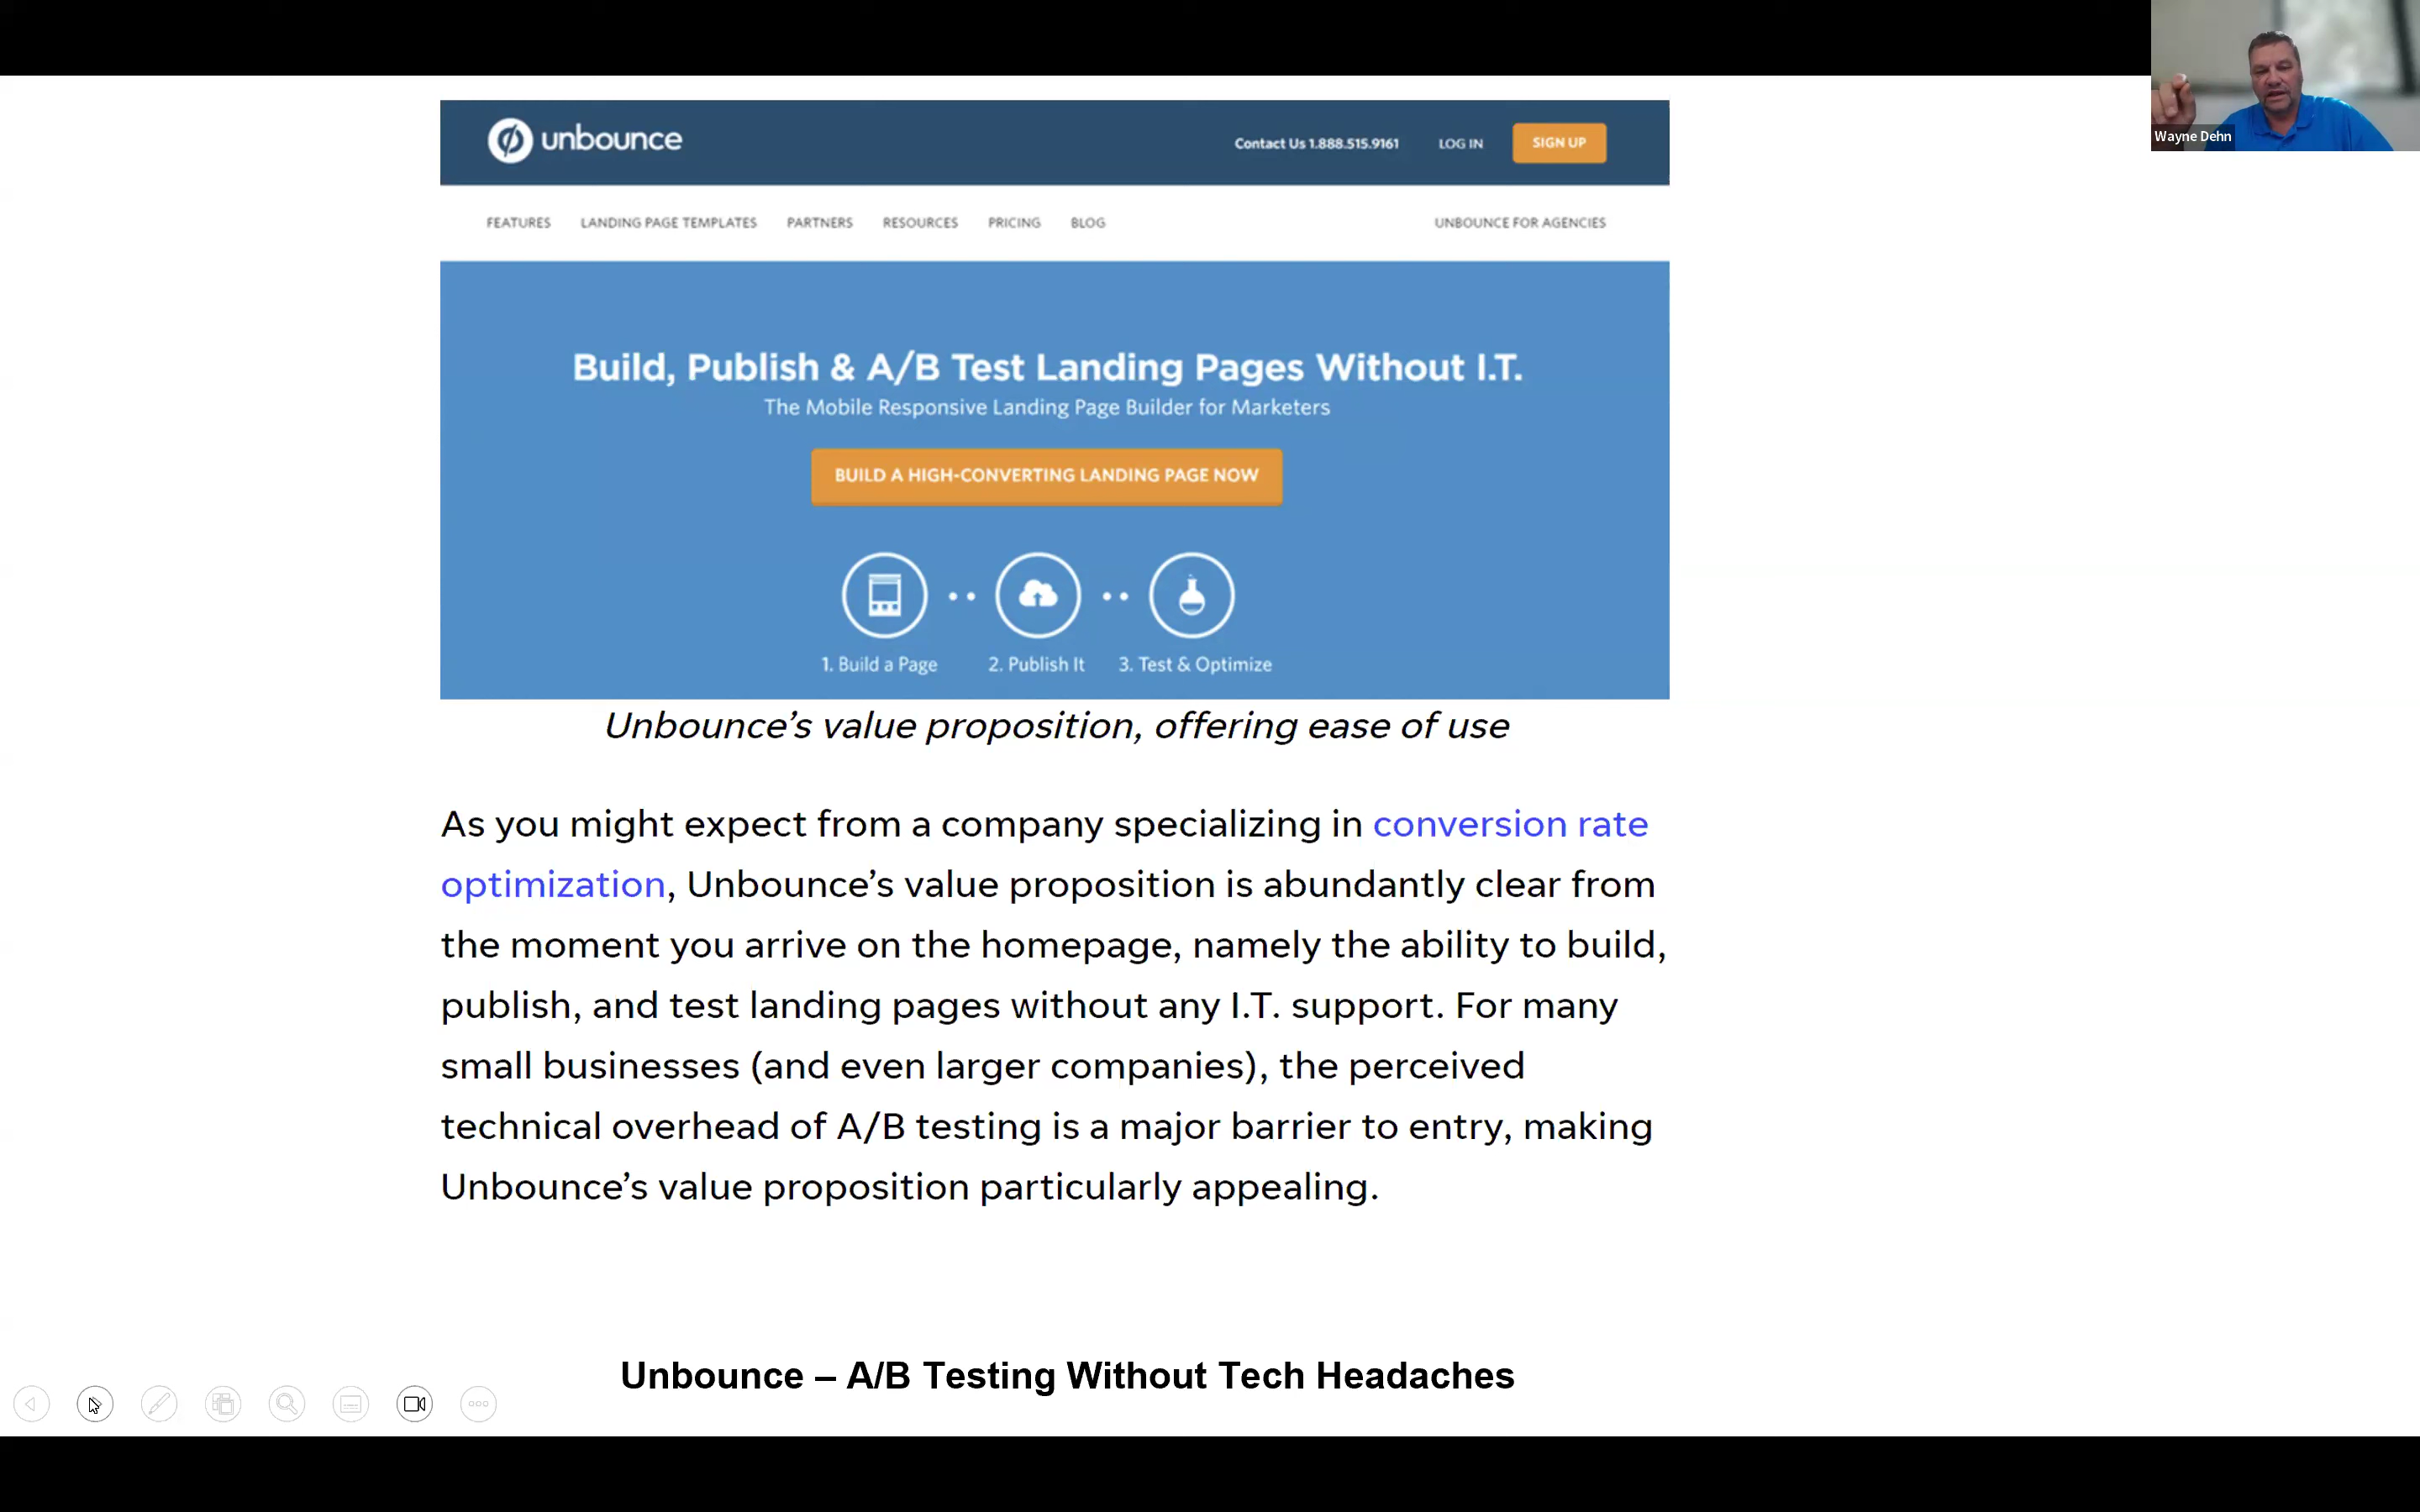 unbounce
Contact Us 1.888.515.9161 LOG IN SIGN UP
FEATURES LANDING PAGE TEMPLATES PARTNERS RESOURCES PRICING BLOG UNBOUNCE FOR AGENCIES
Build, Publish & A/B Test Landing Pages Without I.T.
The Mobile Responsive Landing Page Builder for Marketers
BUILD A HIGH-CONVERTING LANDING PAGE NOW
1. Build a Page 2. Publish It 3. Test & Optimize
Unbounce’s value proposition, offering ease of use
As you might expect from a company specializing in conversion rate
optimization, Unbounce’s value proposition is abundantly clear from
the moment you arrive on the homepage, namely the ability to build,
publish, and test landing pages without any I.T. support. For many
small businesses (and even larger companies), the perceived
technical overhead of A/B testing is a major barrier to entry, making
Unbounce’s value proposition particularly appealing.
Unbounce – A/B Testing Without Tech Headaches
Wayne Dehn